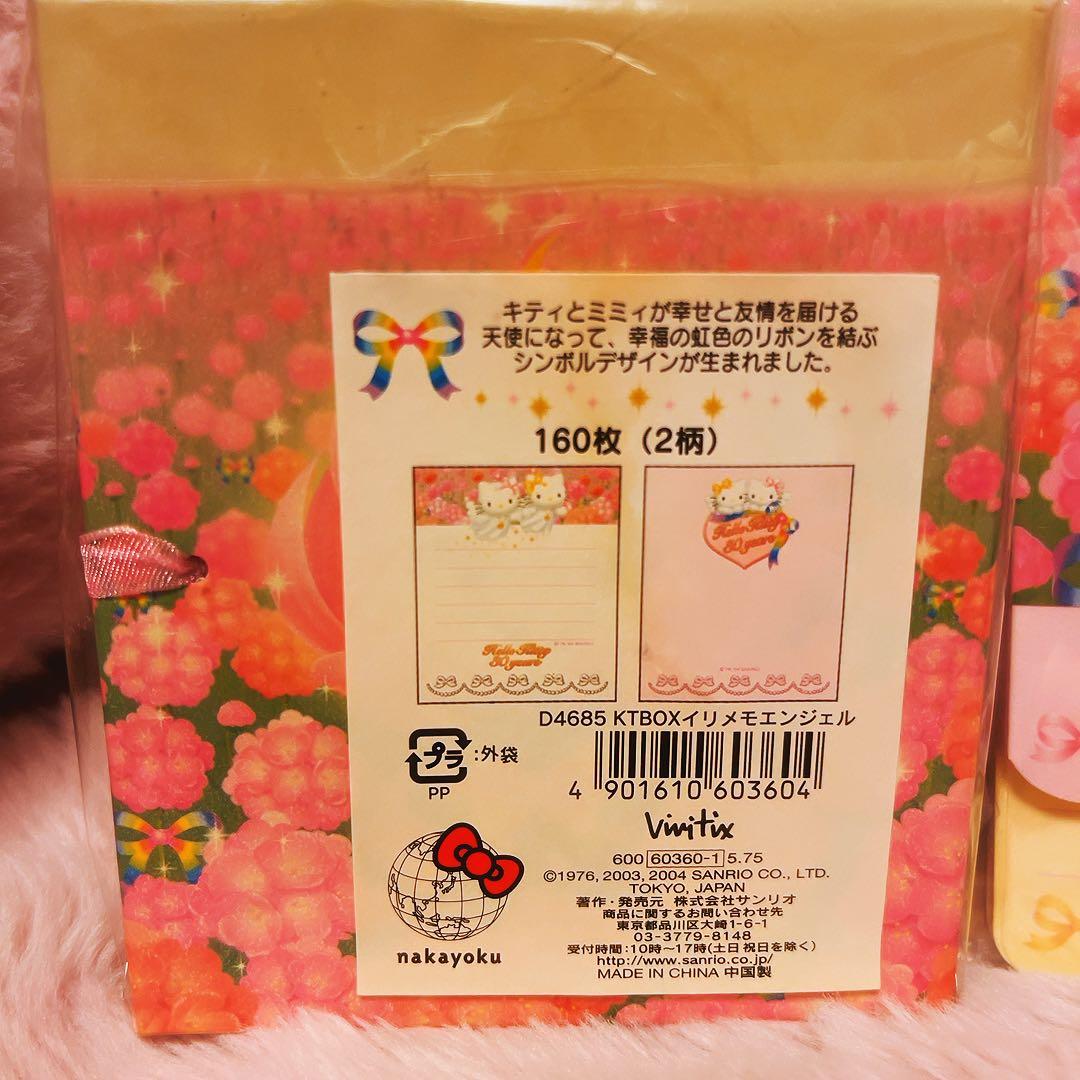 キティとミミィが幸せと友情を届ける
天使になって、幸福の虹色のリボンを結ぶ
シンボルデザインが生まれました。
160枚（2柄）
Hello Kitty
30 years
Hello Kitty
30 years
D4685 KTBOXイリメモエンジェル
プラ :外袋
PP
4 901610 603604
Vivitix
600 60360-1 5.75
©1976, 2003, 2004 SANRIO CO., LTD.
TOKYO, JAPAN
著作・発売元 株式会社サンリオ
商品に関するお問い合わせ先
東京都品川区大崎1-6-1
03-3779-8148
受付時間:10時〜17時(土日祝日を除く)
http://www.sanrio.co.jp/
MADE IN CHINA 中国製
nakayoku